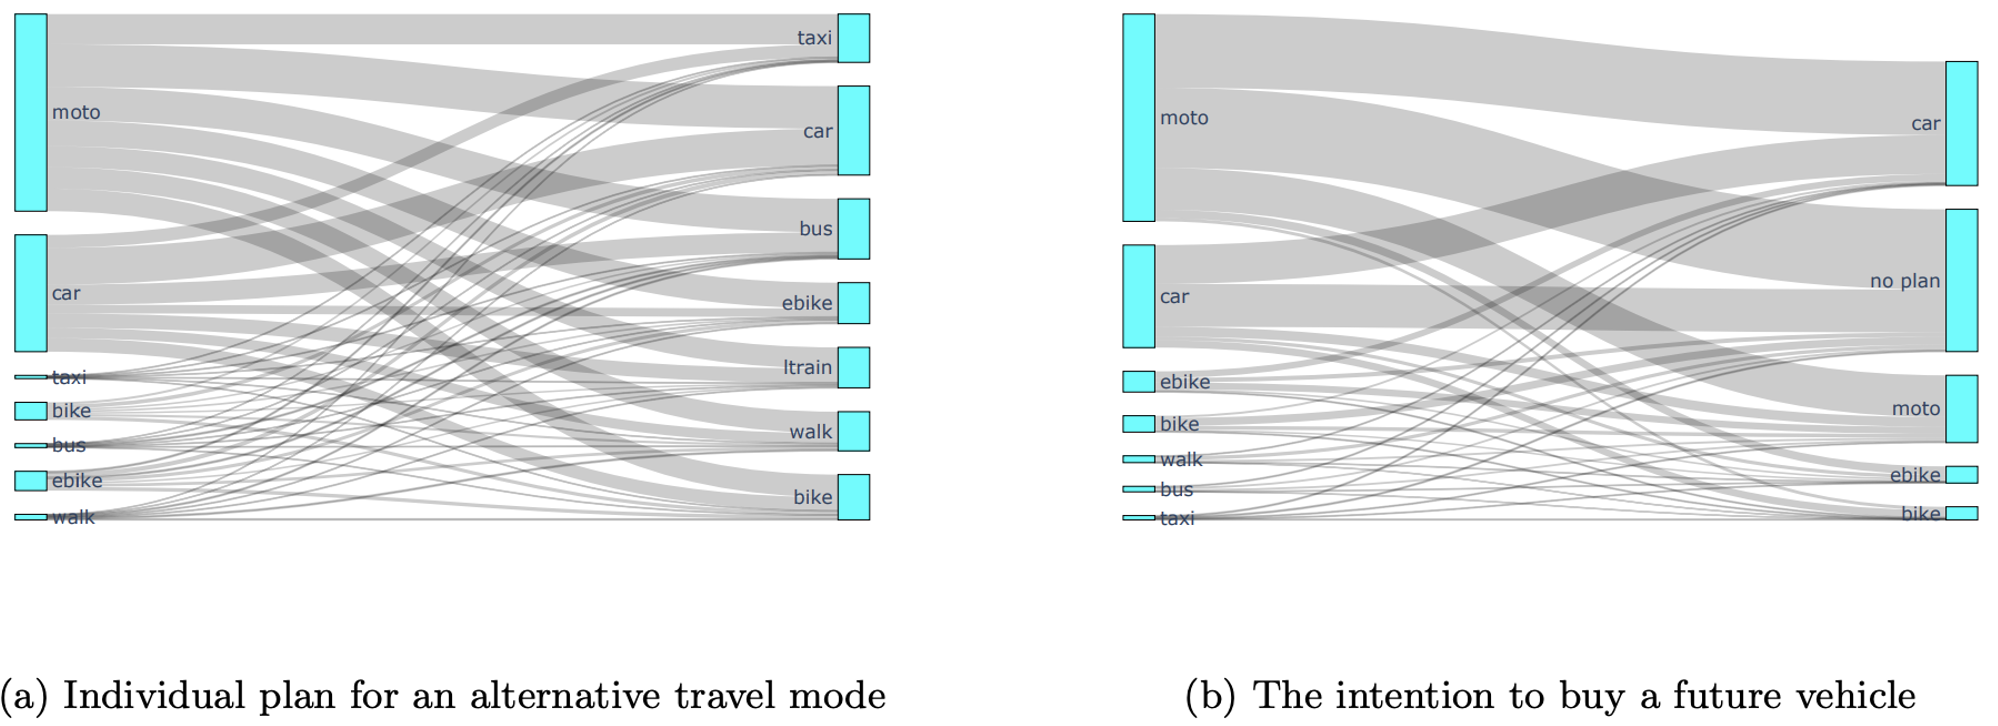 moto
car
taxi
bike
bus
ebike
walk
taxi
car
bus
ebike
ltrain
walk
bike
(a) Individual plan for an alternative travel mode
moto
car
ebike
bike
walk
bus
taxi
car
no plan
moto
ebike
bike
(b) The intention to buy a future vehicle